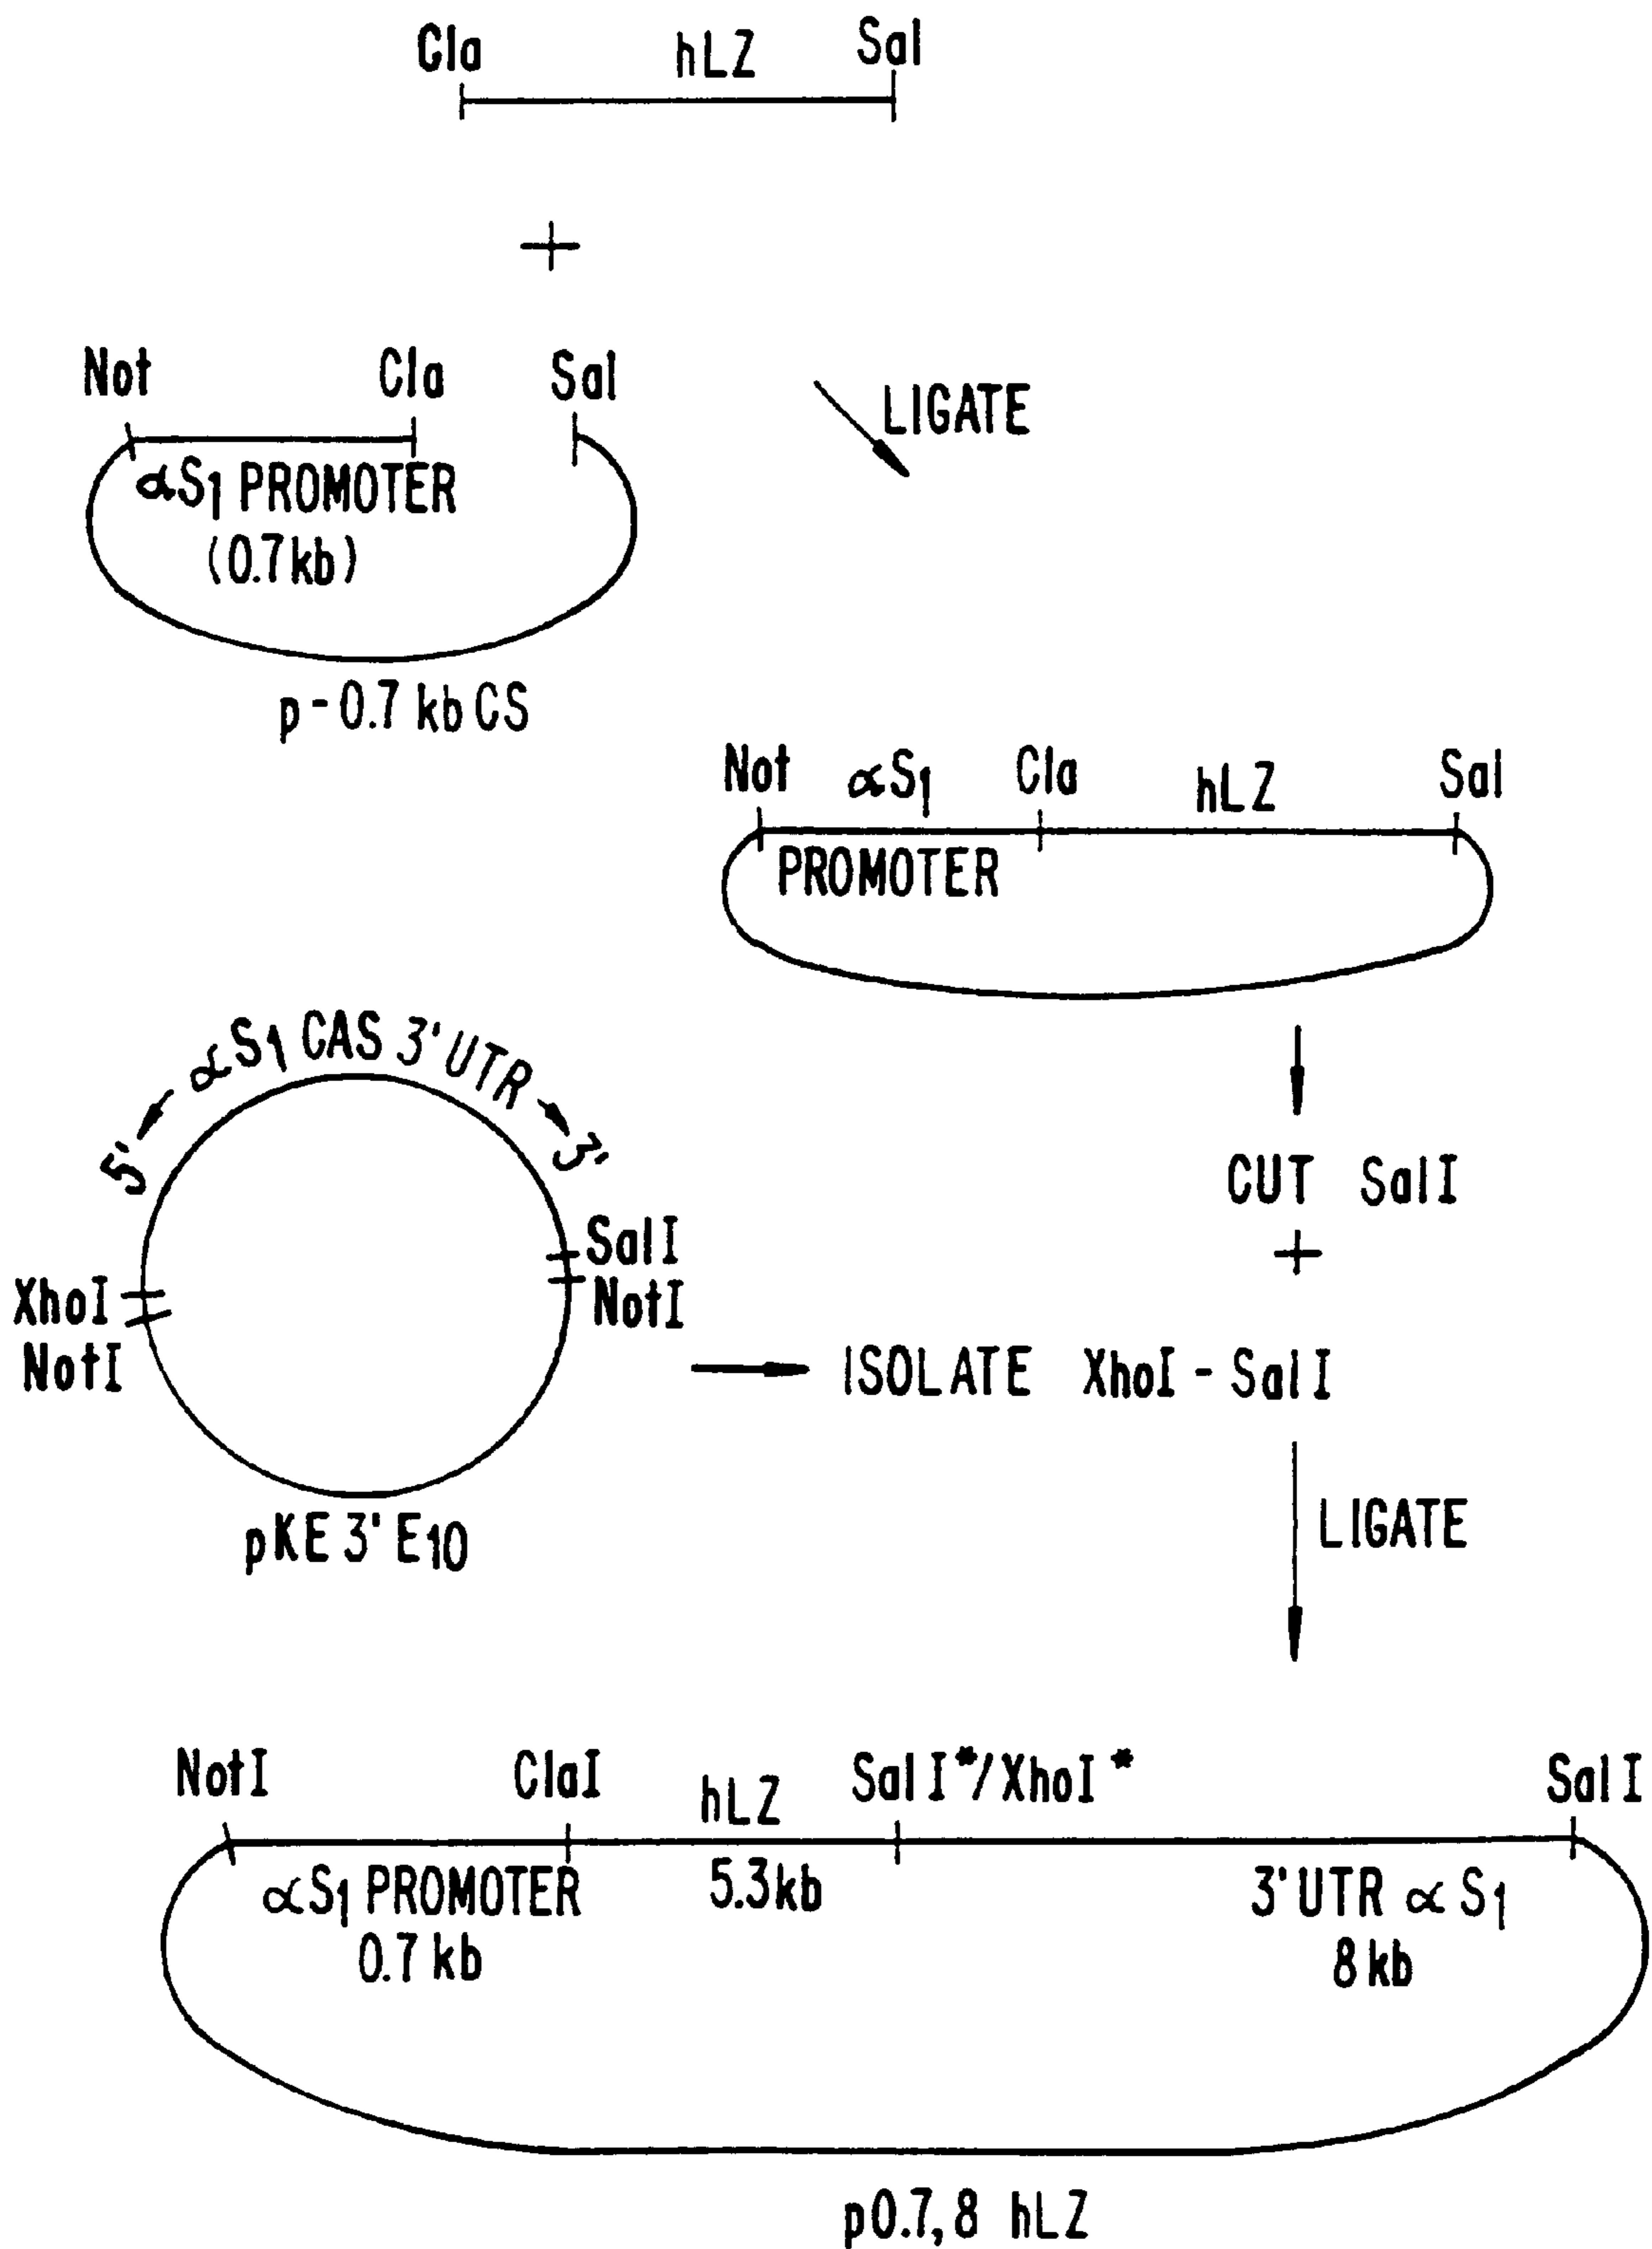 Cla hLZ Sal
+
Not Cla Sal
LIGATE
αS1 PROMOTER
(0.7kb)
p-0.7 kb CS
Not αS1 Cla hLZ Sal
PROMOTER
5' αS1 CAS 3'UTR 3'
CUT SalI
+
SalI
NotI
XhoI
NotI
ISOLATE XhoI - SalI
pKE 3' E10
LIGATE
NotI ClaI hLZ SalI*/XhoI* SalI
αS1 PROMOTER 5.3kb 3'UTR αS1
0.7 kb 8 kb
p0.7,8 hLZ